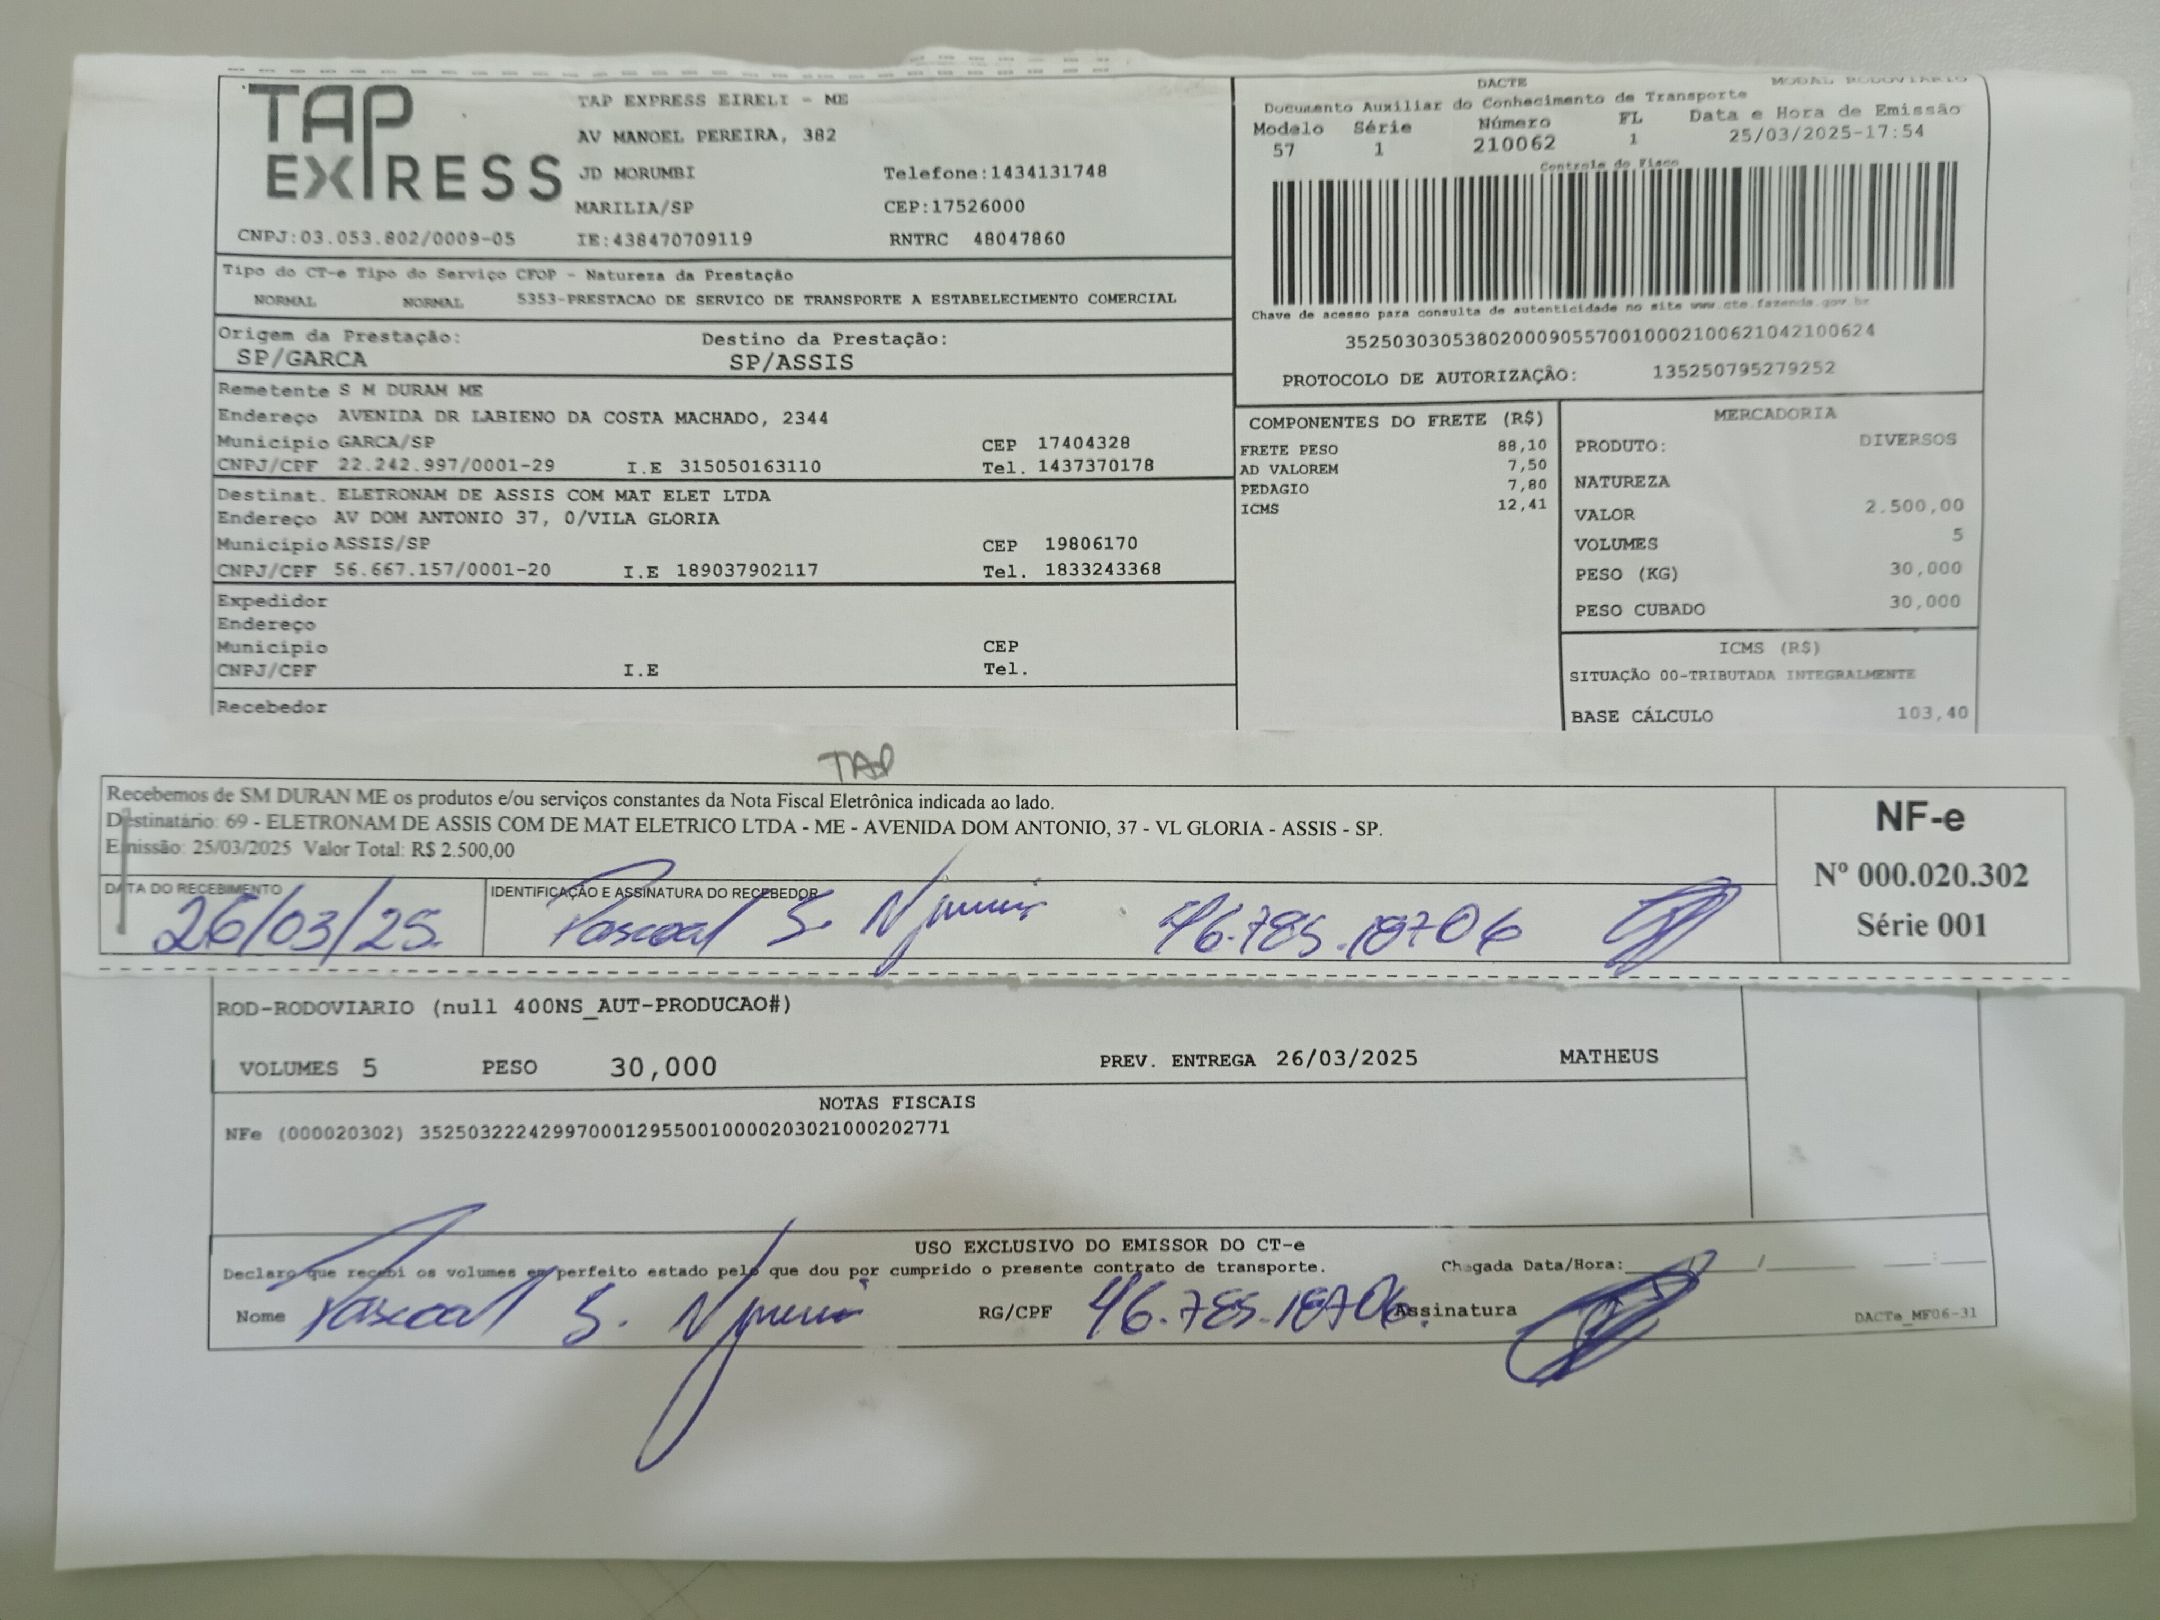 TAP EXPRESS
TAP EXPRESS EIRELI - ME
AV MANOEL PEREIRA, 382
JD MORUMBI Telefone:1434131748
MARILIA/SP CEP:17526000
CNPJ:03.053.802/0009-05 IE:438470709119 RNTRC 48047860
DACTE MODAL RODOVIARIO
Documento Auxiliar do Conhecimento de Transporte
Modelo Série Número FL Data e Hora de Emissão
57 1 210062 1 25/03/2025-17:54
Controle do Fisco
Chave de acesso para consulta de autenticidade no site www.cte.fazenda.gov.br
35250303053802000905570010002100621042100624
PROTOCOLO DE AUTORIZAÇÃO: 135250795279252
Tipo do CT-e Tipo do Serviço CFOP - Natureza da Prestação
NORMAL NORMAL 5353-PRESTACAO DE SERVICO DE TRANSPORTE A ESTABELECIMENTO COMERCIAL
Origem da Prestação: Destino da Prestação:
SP/GARCA SP/ASSIS
Remetente S M DURAM ME
Endereço AVENIDA DR LABIENO DA COSTA MACHADO, 2344
Municipio GARCA/SP CEP 17404328
CNPJ/CPF 22.242.997/0001-29 I.E 315050163110 Tel. 1437370178
Destinat. ELETRONAM DE ASSIS COM MAT ELET LTDA
Endereço AV DOM ANTONIO 37, 0/VILA GLORIA
Municipio ASSIS/SP CEP 19806170
CNPJ/CPF 56.667.157/0001-20 I.E 189037902117 Tel. 1833243368
Expedidor
Endereço
Municipio CEP
CNPJ/CPF I.E Tel.
Recebedor
COMPONENTES DO FRETE (R$)
FRETE PESO 88,10
AD VALOREM 7,50
PEDAGIO 7,80
ICMS 12,41
MERCADORIA
PRODUTO: DIVERSOS
NATUREZA
VALOR 2.500,00
VOLUMES 5
PESO (KG) 30,000
PESO CUBADO 30,000
ICMS (R$)
SITUAÇÃO 00-TRIBUTADA INTEGRALMENTE
BASE CÁLCULO 103,40
TAP
Recebemos de SM DURAN ME os produtos e/ou serviços constantes da Nota Fiscal Eletrônica indicada ao lado.
Destinatário: 69 - ELETRONAM DE ASSIS COM DE MAT ELETRICO LTDA - ME - AVENIDA DOM ANTONIO, 37 - VL GLORIA - ASSIS - SP.
Emissão: 25/03/2025 Valor Total: R$ 2.500,00
DATA DO RECEBIMENTO IDENTIFICAÇÃO E ASSINATURA DO RECEBEDOR
26/03/25. Pascoal S. 46.785.18706
NF-e
Nº 000.020.302
Série 001
ROD-RODOVIARIO (null 400NS_AUT-PRODUCAO#)
VOLUMES 5 PESO 30,000 PREV. ENTREGA 26/03/2025 MATHEUS
NOTAS FISCAIS
NFe (000020302) 35250322242997000129550010000203021000202771
USO EXCLUSIVO DO EMISSOR DO CT-e
Declaro que recebi os volumes em perfeito estado pelo que dou por cumprido o presente contrato de transporte. Chegada Data/Hora:____/____ __:__
Nome Pascoal S. RG/CPF 46.785.18706 Assinatura DACTe_MF06-31